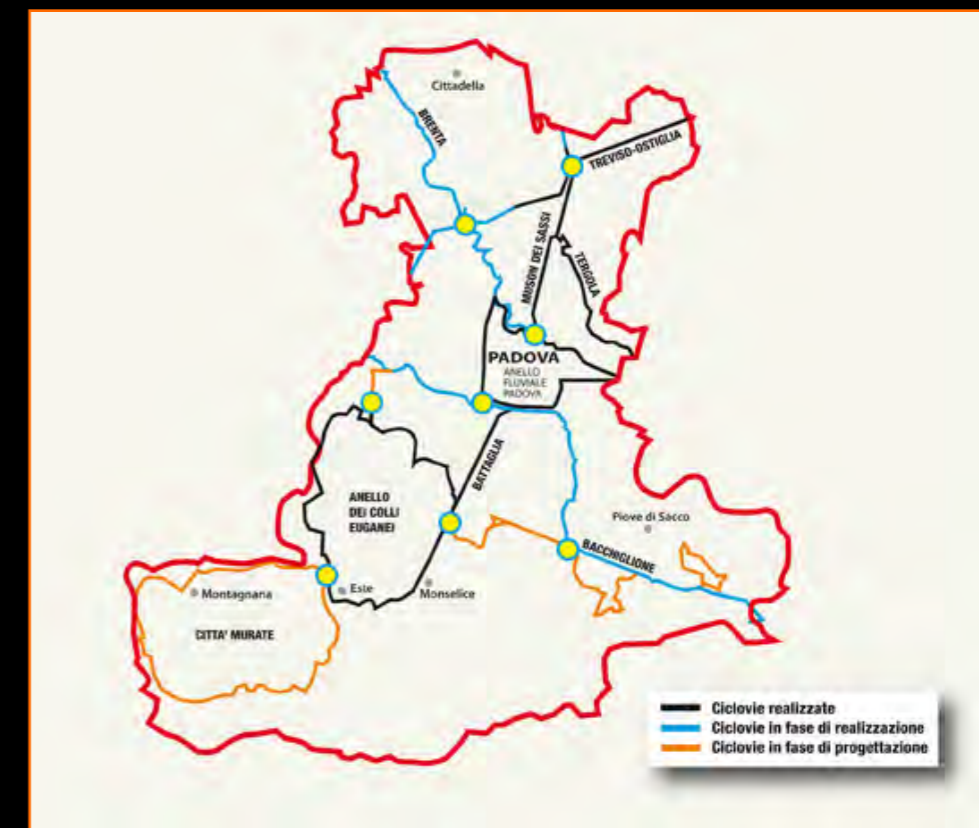 Cittadella
BRENTA
TREVISO-OSTIGLIA
MUSON DEI SASSI
TERGOLA
PADOVA
ANELLO
FLUVIALE
PADOVA
BATTAGLIA
ANELLO
DEI COLLI
EUGANEI
Piove di Sacco
BACCHIGLIONE
Montagnana
Este
Monselice
CITTA' MURATE
Ciclovie realizzate
Ciclovie in fase di realizzazione
Ciclovie in fase di progettazione